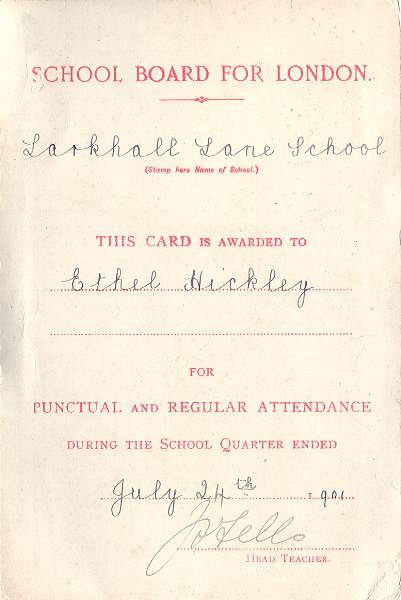 SCHOOL BOARD FOR LONDON.
Larkhall Lane School
(Stamp here Name of School.)
THIS CARD IS AWARDED TO
Ethel Hickley
FOR
PUNCTUAL AND REGULAR ATTENDANCE
DURING THE SCHOOL QUARTER ENDED
July 24th 1901
HEAD TEACHER.